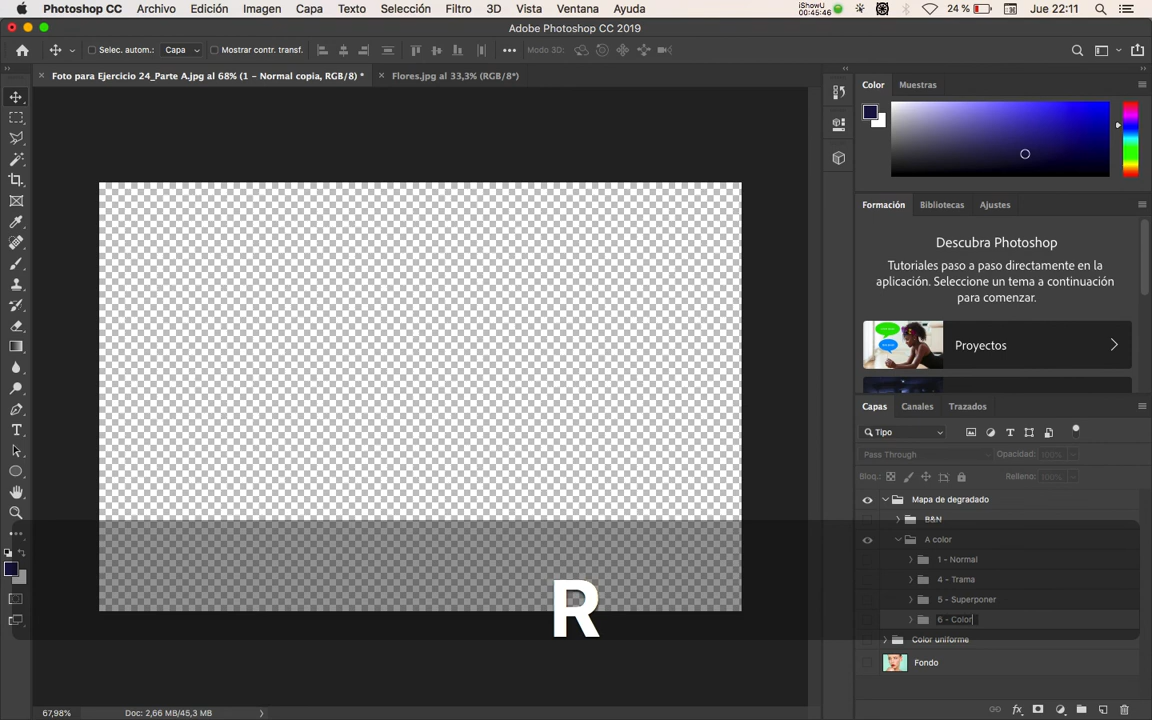 Photoshop CC Archivo Edición Imagen Capa Texto Selección Filtro 3D Vista Ventana Ayuda iShowU 00:45:46 24 % Jue 22:11
Adobe Photoshop CC 2019
Selec. autom.: Capa Mostrar contr. transf. Modo 3D:
Foto para Ejercicio 24_Parte A.jpg al 68% (1 – Normal copia, RGB/8) * Flores.jpg al 33,3% (RGB/8*)
Color Muestras
Formación Bibliotecas Ajustes
Descubra Photoshop
Tutoriales paso a paso directamente en la
aplicación. Seleccione un tema a continuación
para comenzar.
Proyectos
Capas Canales Trazados
Tipo
Pass Through Opacidad: 100%
Bloq.: Relleno: 100%
Mapa de degradado
B&N
A color
1 - Normal
4 - Trama
5 - Superponer
6 - Color
Color uniforme
Fondo
R
67,98% Doc: 2,66 MB/45,3 MB